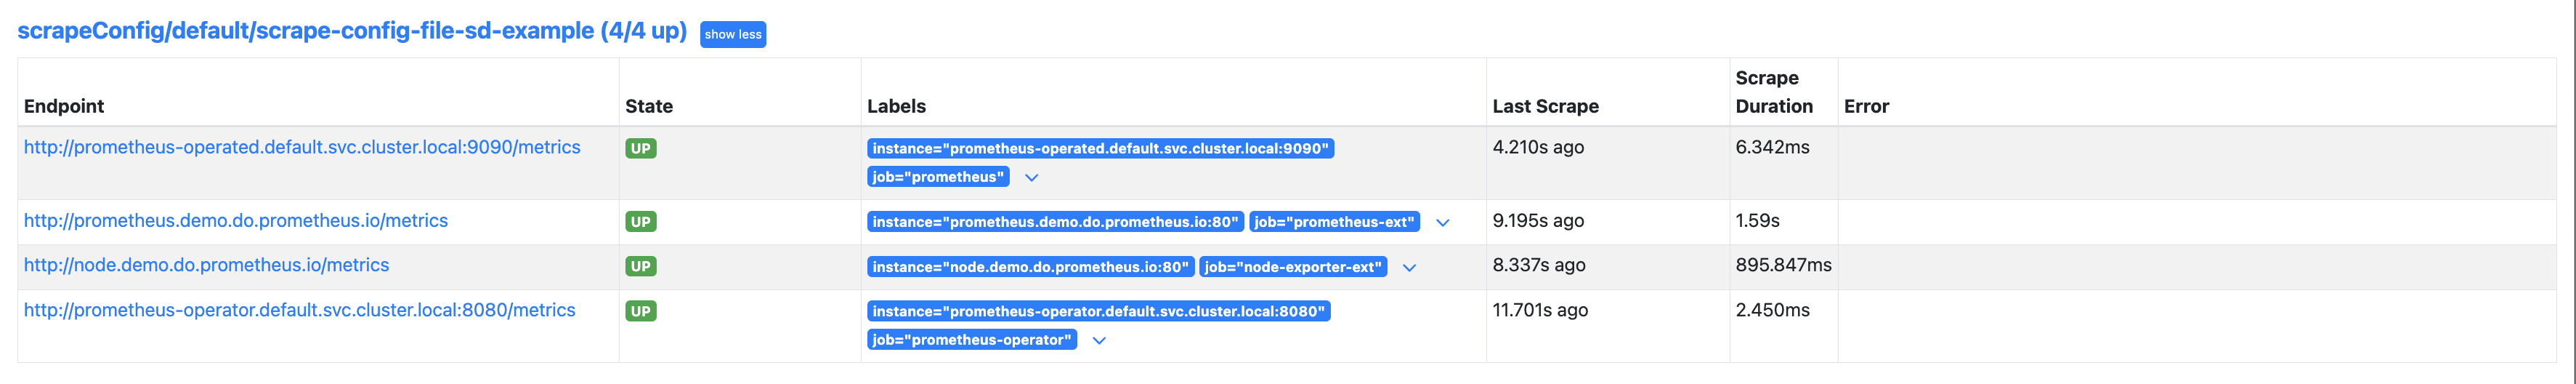 scrapeConfig/default/scrape-config-file-sd-example (4/4 up) show less
Endpoint State Labels Last Scrape Scrape Duration Error
http://prometheus-operated.default.svc.cluster.local:9090/metrics UP instance="prometheus-operated.default.svc.cluster.local:9090" 4.210s ago 6.342ms
job="prometheus"
http://prometheus.demo.do.prometheus.io/metrics UP instance="prometheus.demo.do.prometheus.io:80" job="prometheus-ext" 9.195s ago 1.59s
http://node.demo.do.prometheus.io/metrics UP instance="node.demo.do.prometheus.io:80" job="node-exporter-ext" 8.337s ago 895.847ms
http://prometheus-operator.default.svc.cluster.local:8080/metrics UP instance="prometheus-operator.default.svc.cluster.local:8080" 11.701s ago 2.450ms
job="prometheus-operator"